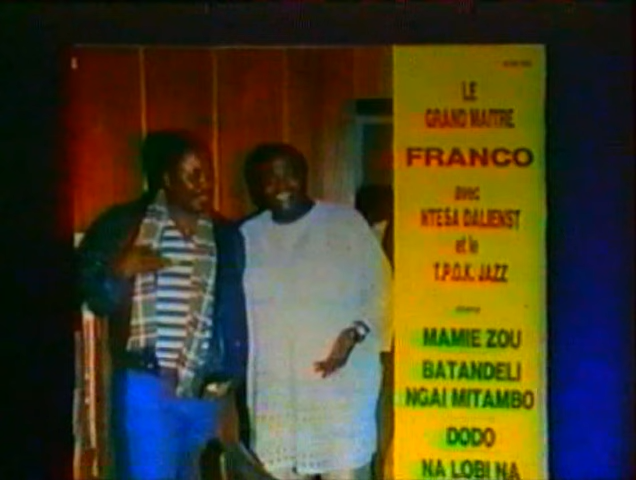 LE
GRAND MAITRE
FRANCO
avec
NTESA DALIENST
et le
T.P.O.K. JAZZ
MAMIE ZOU
BATANDELI
NGAI MITAMBO
DODO
NA LOBI NA